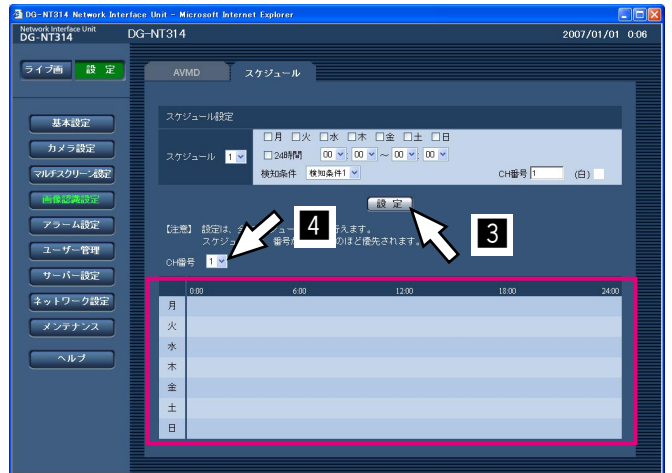 DG-NT314 Network Interface Unit - Microsoft Internet Explorer
Network Interface Unit
DG-NT314
DG-NT314
2007/01/01 0:06
ライブ画 設 定
AVMD スケジュール
基本設定
カメラ設定
マルチスクリーン設定
画像認識設定
アラーム設定
ユーザー管理
サーバー設定
ネットワーク設定
メンテナンス
ヘルプ
スケジュール設定
スケジュール 1
□月 □火 □水 □木 □金 □土 □日
□24時間 00 : 00 ～ 00 : 00
検知条件 検知条件1 CH番号 1 (白)
設 定
3
4
【注意】 設定は、 行えます。
スケジュ 番号が のほど優先されます。
CH番号 1
0:00 6:00 12:00 18:00 24:00
月
火
水
木
金
土
日